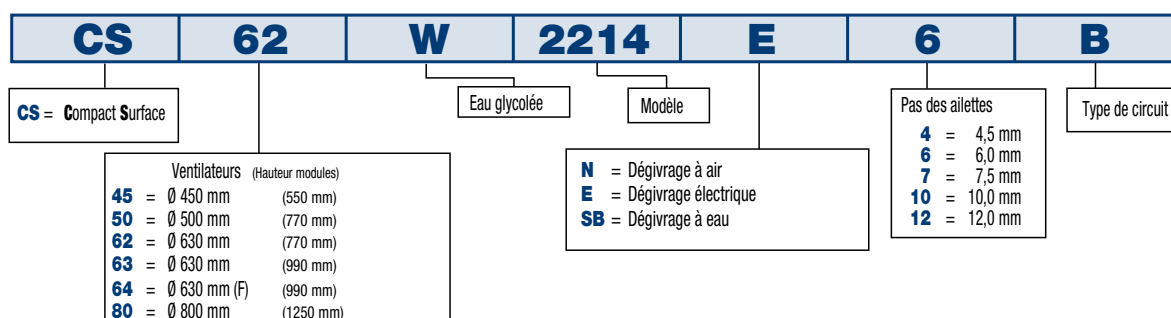 CS 62 W 2214 E 6 B
CS = Compact Surface
Eau glycolée
Modèle
Pas des ailettes
4 = 4,5 mm
6 = 6,0 mm
7 = 7,5 mm
10 = 10,0 mm
12 = 12,0 mm
Type de circuit
Ventilateurs (Hauteur modules)
45 = Ø 450 mm (550 mm)
50 = Ø 500 mm (770 mm)
62 = Ø 630 mm (770 mm)
63 = Ø 630 mm (990 mm)
64 = Ø 630 mm (F) (990 mm)
80 = Ø 800 mm (1250 mm)
N = Dégivrage à air
E = Dégivrage électrique
SB = Dégivrage à eau